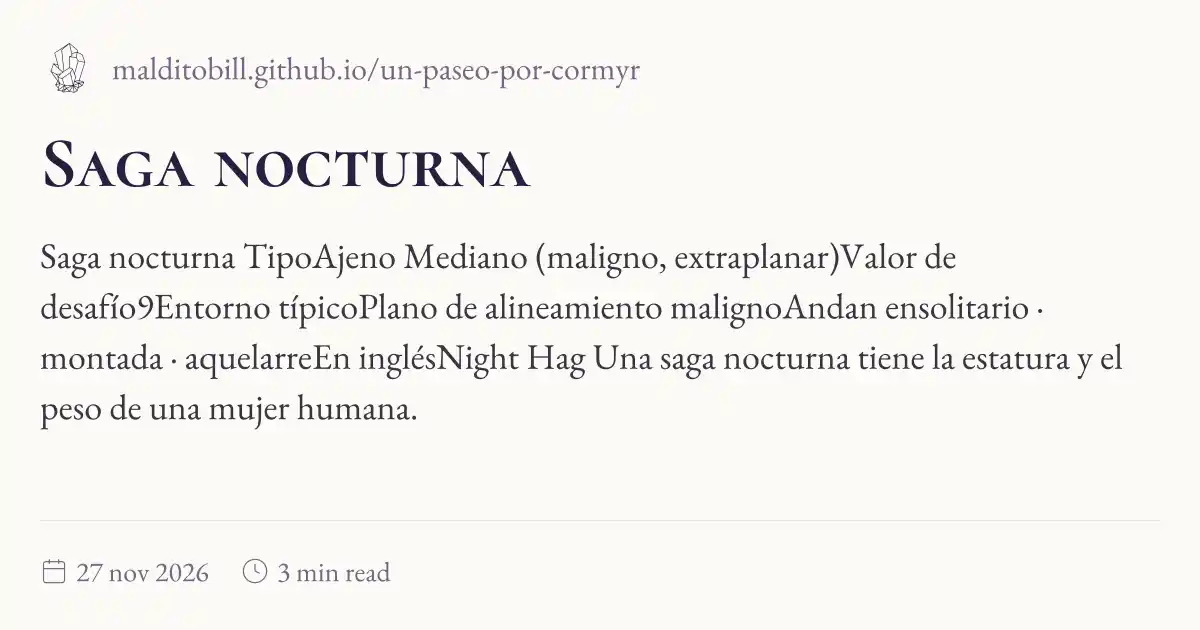 malditobill.github.io/un-paseo-por-cormyr
Saga nocturna
Saga nocturna TipoAjeno Mediano (maligno, extraplanar)Valor de
desafío9Entorno típicoPlano de alineamiento malignoAndan ensolitario ·
montada · aquelarreEn inglésNight Hag Una saga nocturna tiene la estatura y el
peso de una mujer humana.
27 nov 2026
3 min read